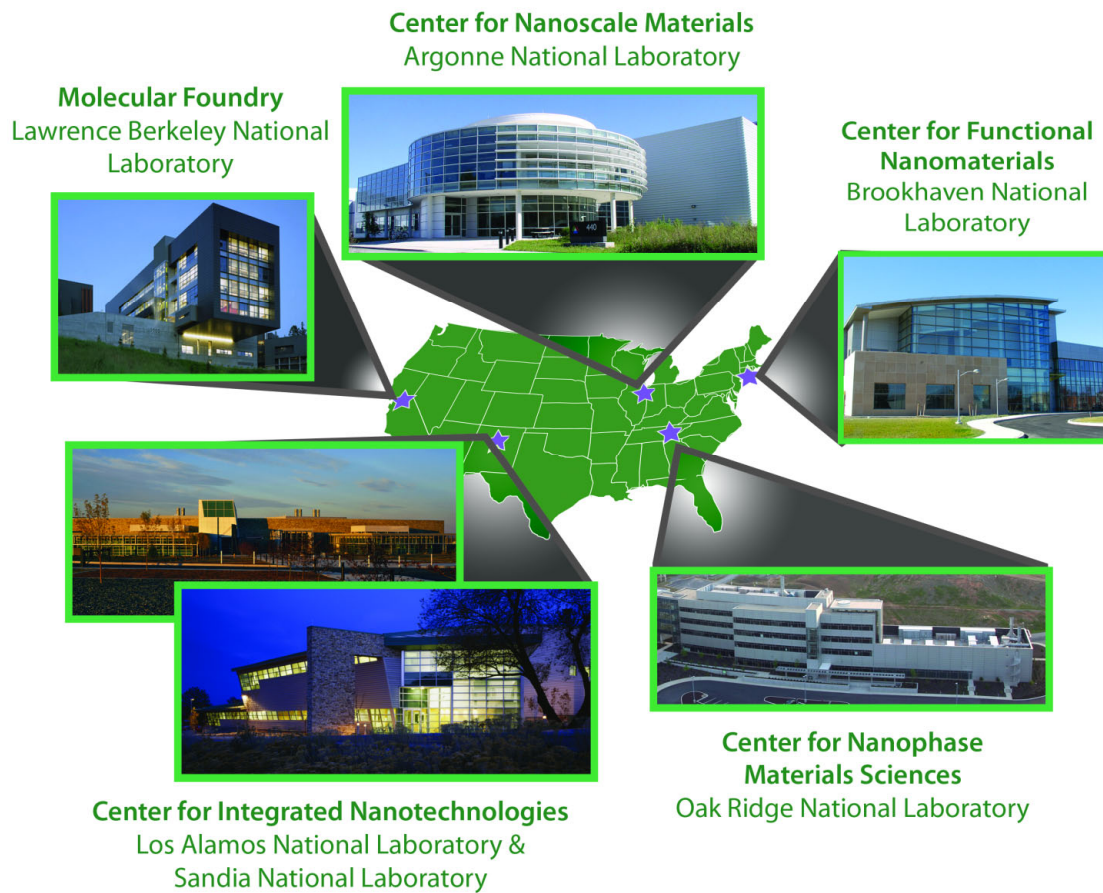 Center for Nanoscale Materials
Argonne National Laboratory
Molecular Foundry
Lawrence Berkeley National
Laboratory
Center for Functional
Nanomaterials
Brookhaven National
Laboratory
440
Center for Integrated Nanotechnologies
Los Alamos National Laboratory &
Sandia National Laboratory
Center for Nanophase
Materials Sciences
Oak Ridge National Laboratory